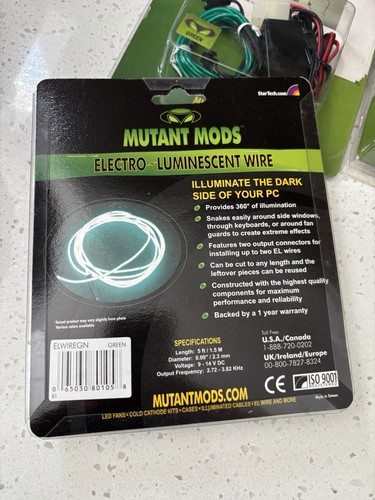 GREEN
StarTech.com
MUTANT MODS
ELECTRO - LUMINESCENT WIRE
ILLUMINATE THE DARK
SIDE OF YOUR PC
Provides 360° of illumination
Snakes easily around side windows,
through keyboards, or around fan
guards to create extreme effects
Features two output connectors for
installing up to two EL wires
Can be cut to any length and the
leftover pieces can be reused
Constructed with the highest quality
components for maximum
performance and reliability
Backed by a 1 year warranty
*Actual product may vary slightly from photo
Various colors available
ELWIREGN GREEN
0 65030 80105 8
R1
SPECIFICATIONS
Length: 5 ft / 1.5 M
Diameter: 0.09" / 2.3 mm
Voltage: 9 - 14 V DC
Output Frequency: 2.72 - 3.82 KHz
Toll Free:
U.S.A./Canada
1-888-720-0202
UK/Ireland/Europe
00-800-7827-8324
CE
ISO 9001
Made in Taiwan
MUTANTMODS.COM
LED FANS • COLD CATHODE KITS • CASES • ILLUMINATED CABLES • EL WIRE AND MORE